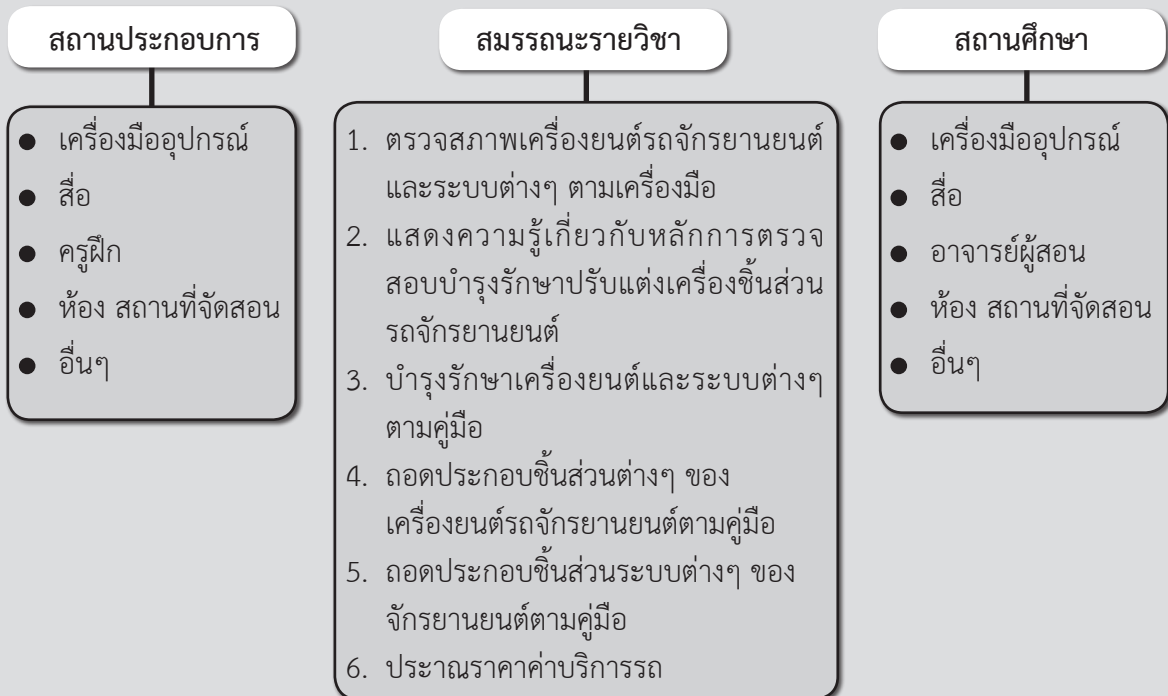 สถานประกอบการ
● เครื่องมืออุปกรณ์
● สื่อ
● ครูฝึก
● ห้อง สถานที่จัดสอน
● อื่นๆ
สมรรถนะรายวิชา
1. ตรวจสภาพเครื่องยนต์รถจักรยานยนต์
และระบบต่างๆ ตามเครื่องมือ
2. แสดงความรู้เกี่ยวกับหลักการตรวจ
สอบบำรุงรักษาปรับแต่งเครื่องชิ้นส่วน
รถจักรยานยนต์
3. บำรุงรักษาเครื่องยนต์และระบบต่างๆ
ตามคู่มือ
4. ถอดประกอบชิ้นส่วนต่างๆ ของ
เครื่องยนต์รถจักรยานยนต์ตามคู่มือ
5. ถอดประกอบชิ้นส่วนระบบต่างๆ ของ
จักรยานยนต์ตามคู่มือ
6. ประาณราคาค่าบริการรถ
สถานศึกษา
● เครื่องมืออุปกรณ์
● สื่อ
● อาจารย์ผู้สอน
● ห้อง สถานที่จัดสอน
● อื่นๆ